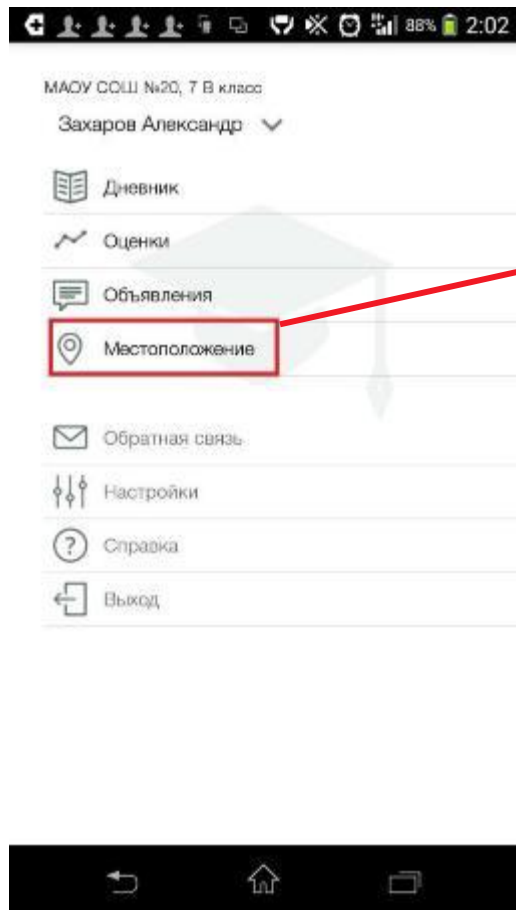 88% 2:02
МАОУ СОШ №20, 7 В класс
Захаров Александр
Дневник
Оценки
Объявления
Местоположение
Обратная связь
Настройки
Справка
Выход